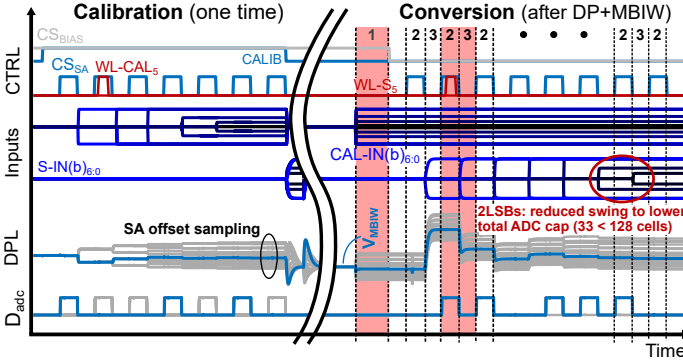 Calibration (one time)
Conversion (after DP+MBIW)
CTRL
CS_BIAS
1
2 3 2 3 2 • • • 2 3 2
CS_SA WL-CAL_5
CALIB
WL-S_5
Inputs
S-IN(b)_6:0
CAL-IN(b)_6:0
DPL
SA offset sampling
V_MBIW
2LSBs: reduced swing to lower
total ADC cap (33 < 128 cells)
D_adc
Time